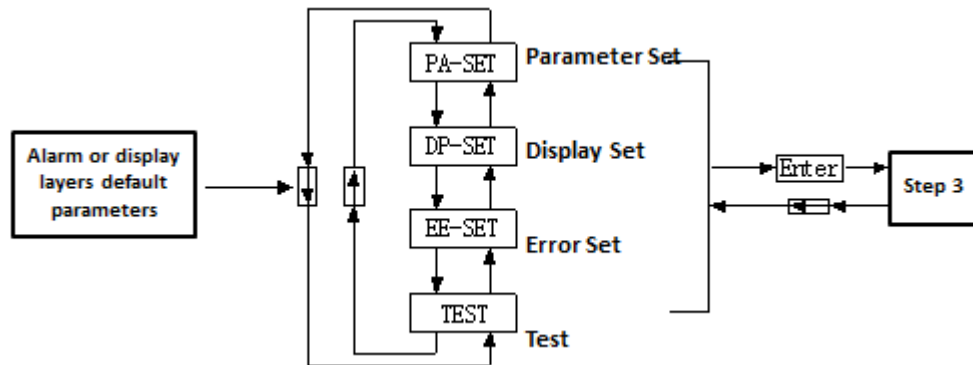 Alarm or display
layers default
parameters
PA-SET
Parameter Set
DP-SET
Display Set
EE-SET
Error Set
TEST
Test
Enter
Step 3